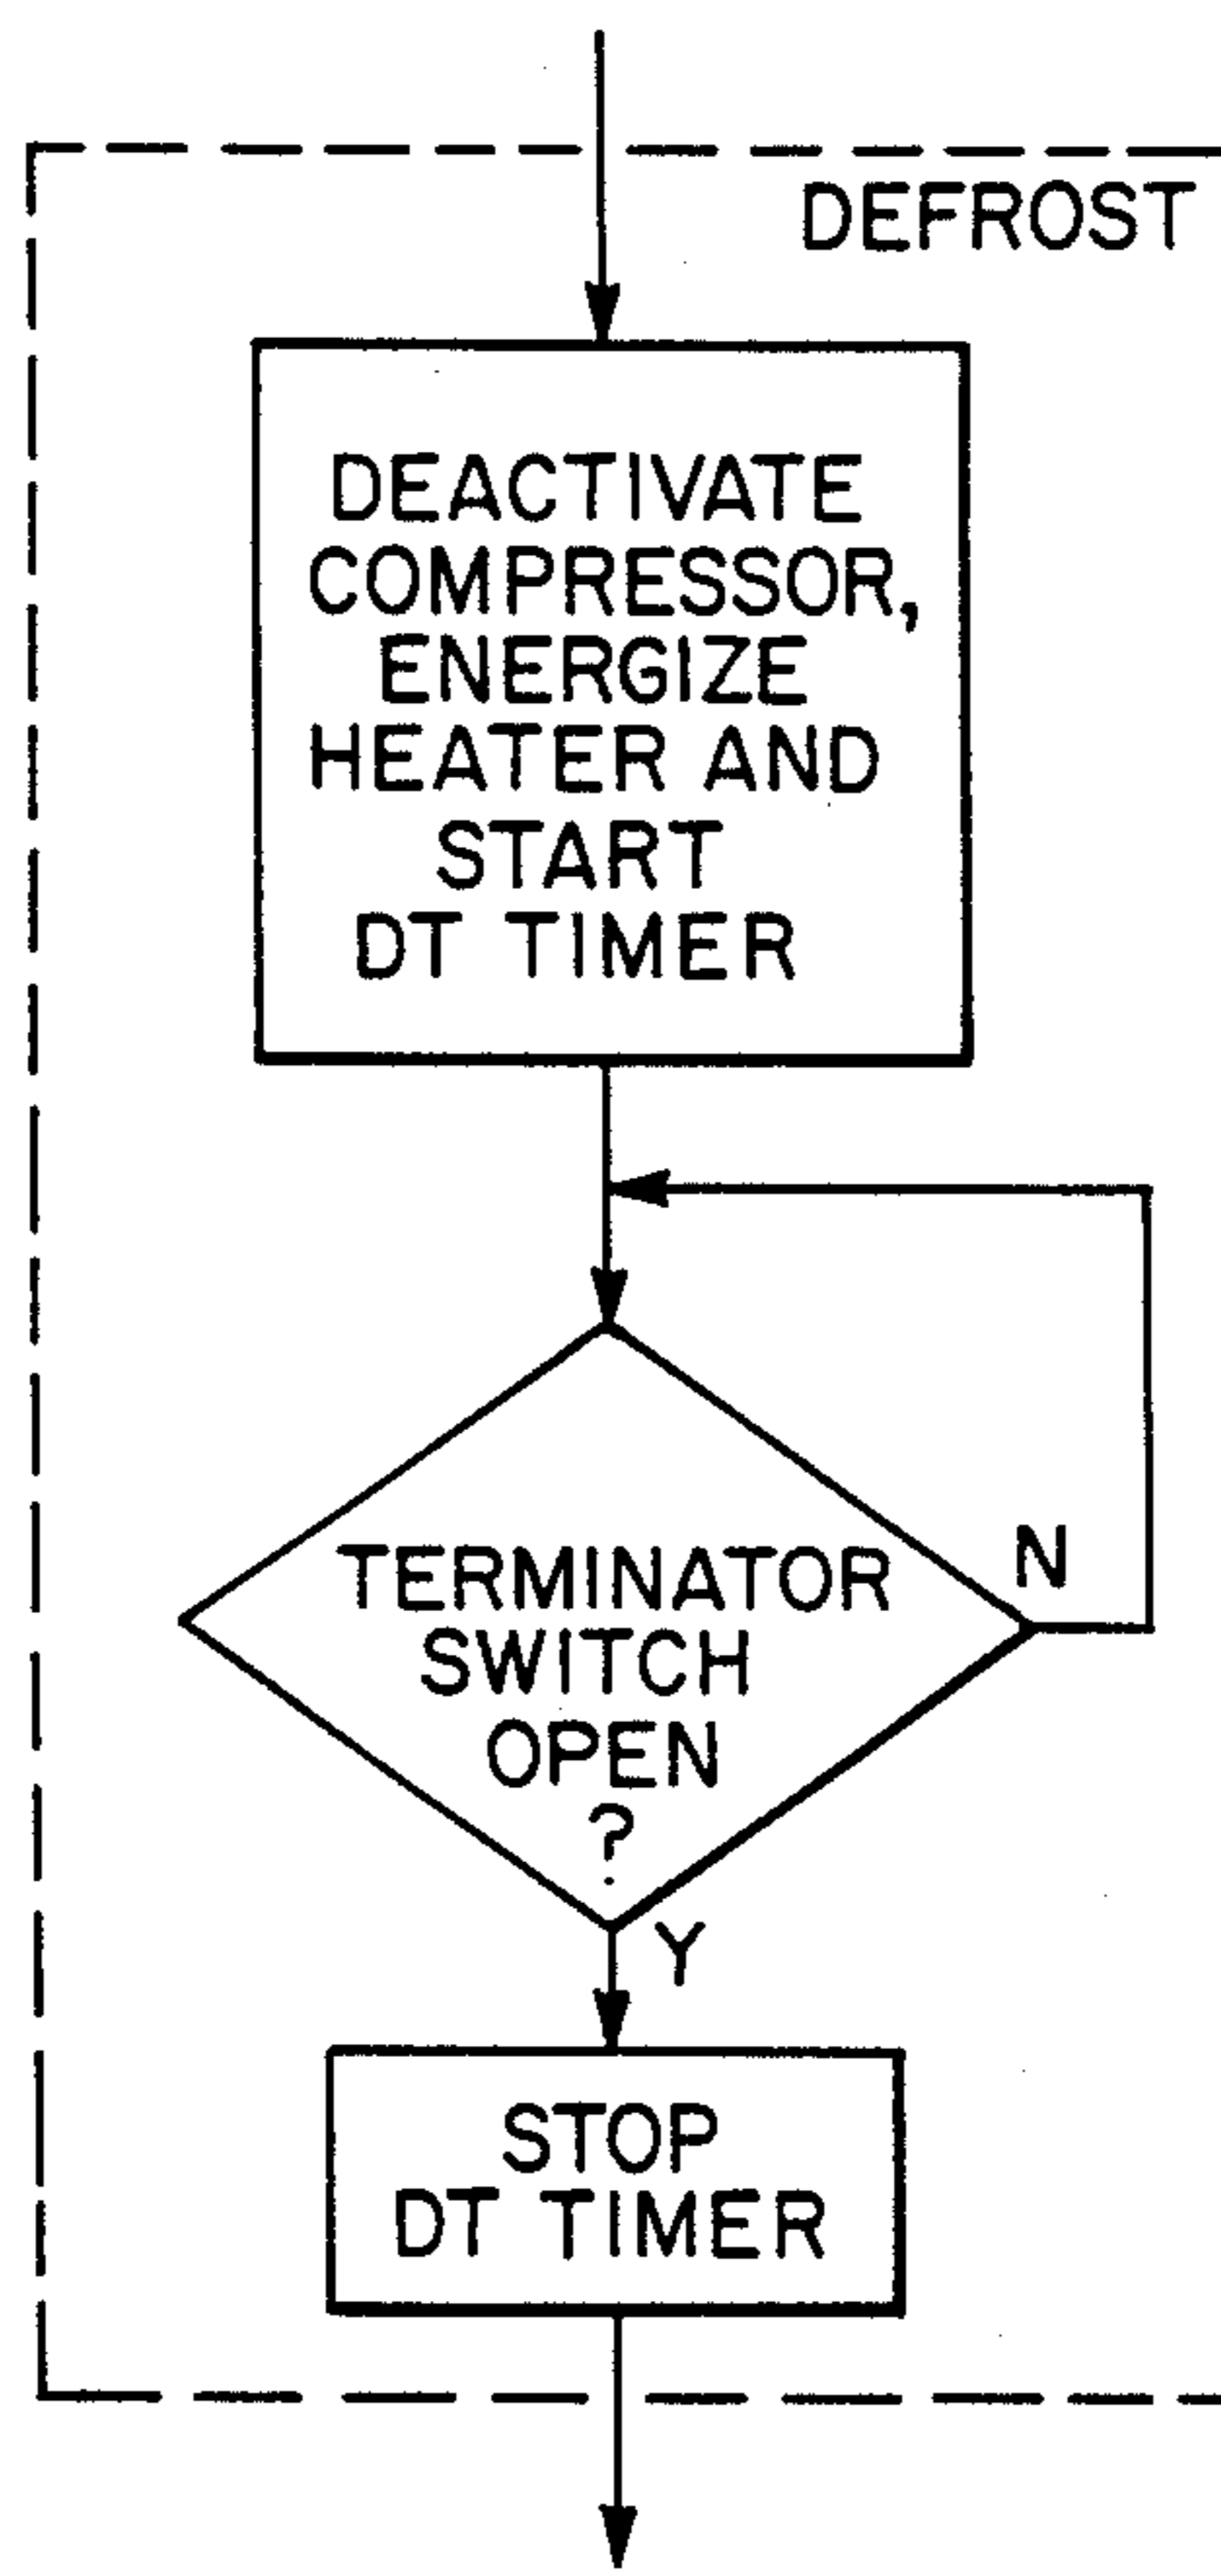 DEFROST
DEACTIVATE
COMPRESSOR,
ENERGIZE
HEATER AND
START
DT TIMER
TERMINATOR
SWITCH
OPEN
?
N
Y
STOP
DT TIMER